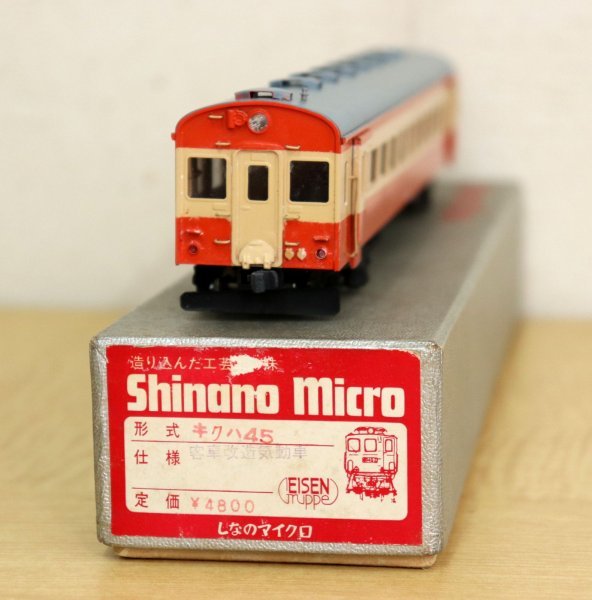 造り込んだ工芸 株
Shinano Micro
形式 キクハ45
仕様 客車改造気動車
EISEN
gruppe
定価 ¥4800
しなのマイクロ